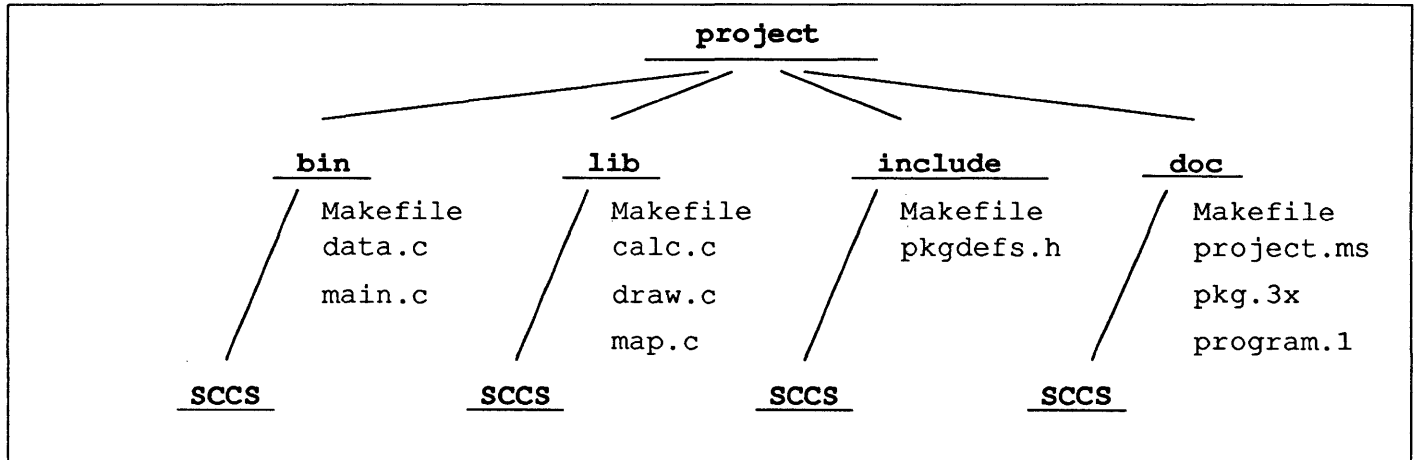 project
bin lib include doc
Makefile Makefile Makefile Makefile
data.c calc.c pkgdefs.h project.ms
main.c draw.c pkg.3x
map.c program.1
SCCS SCCS SCCS SCCS